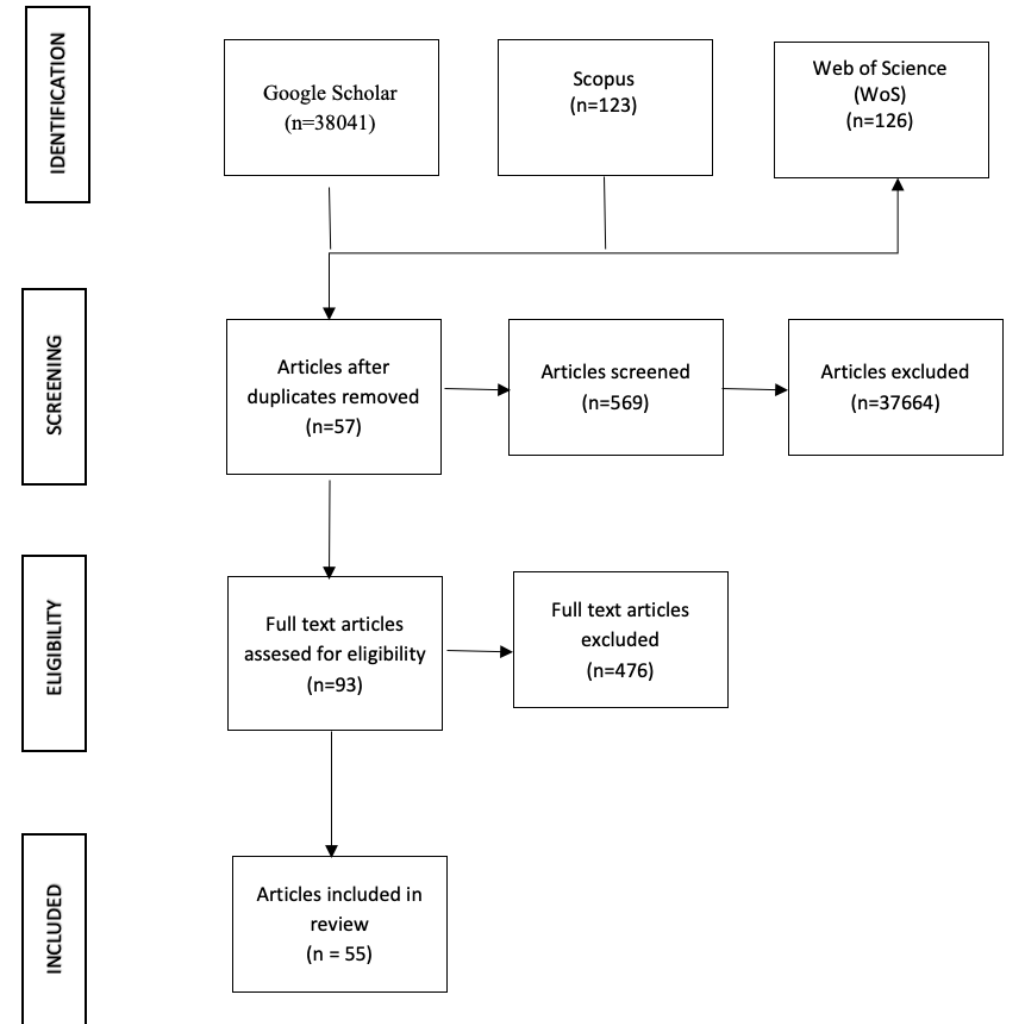 IDENTIFICATION
Google Scholar
(n=38041)
Scopus
(n=123)
Web of Science
(WoS)
(n=126)
SCREENING
Articles after
duplicates removed
(n=57)
Articles screened
(n=569)
Articles excluded
(n=37664)
ELIGIBILITY
Full text articles
assesed for eligibility
(n=93)
Full text articles
excluded
(n=476)
INCLUDED
Articles included in
review
(n = 55)